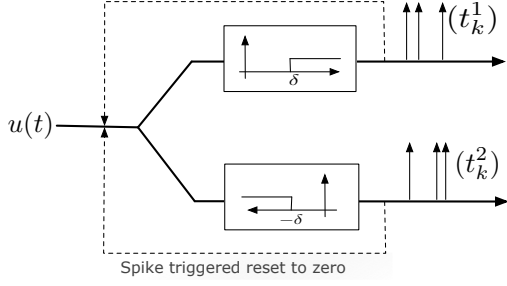 (t_k^1)
δ
u(t)
(t_k^2)
−δ
Spike triggered reset to zero